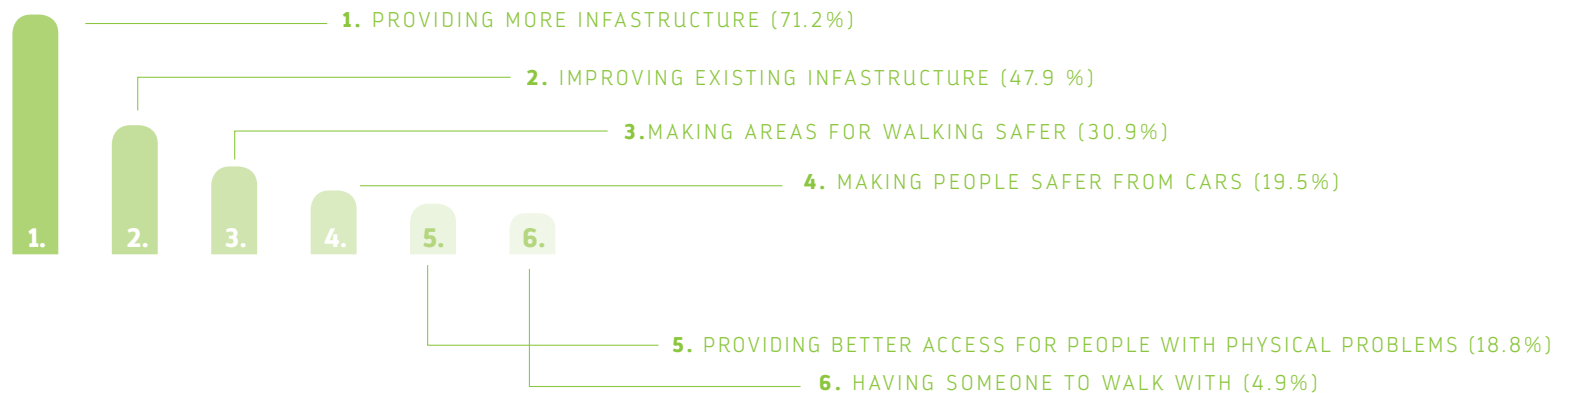 1. PROVIDING MORE INFASTRUCTURE (71.2%)
2. IMPROVING EXISTING INFASTRUCTURE (47.9 %)
3.MAKING AREAS FOR WALKING SAFER (30.9%)
4. MAKING PEOPLE SAFER FROM CARS (19.5%)
1. 2. 3. 4. 5. 6.
5. PROVIDING BETTER ACCESS FOR PEOPLE WITH PHYSICAL PROBLEMS (18.8%)
6. HAVING SOMEONE TO WALK WITH (4.9%)